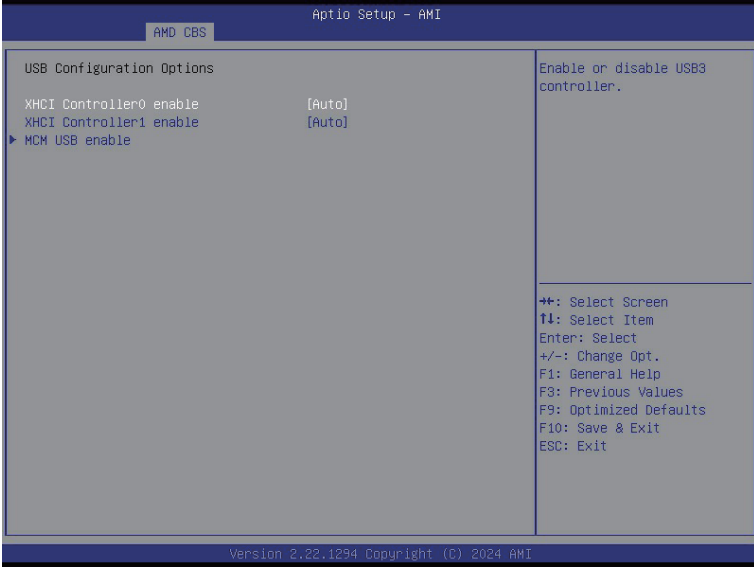 Aptio Setup – AMI
AMD CBS
USB Configuration Options
XHCI Controller0 enable [Auto]
XHCI Controller1 enable [Auto]
MCM USB enable
Enable or disable USB3
controller.
→←: Select Screen
↑↓: Select Item
Enter: Select
+/-: Change Opt.
F1: General Help
F3: Previous Values
F9: Optimized Defaults
F10: Save & Exit
ESC: Exit
Version 2.22.1294 Copyright (C) 2024 AMI